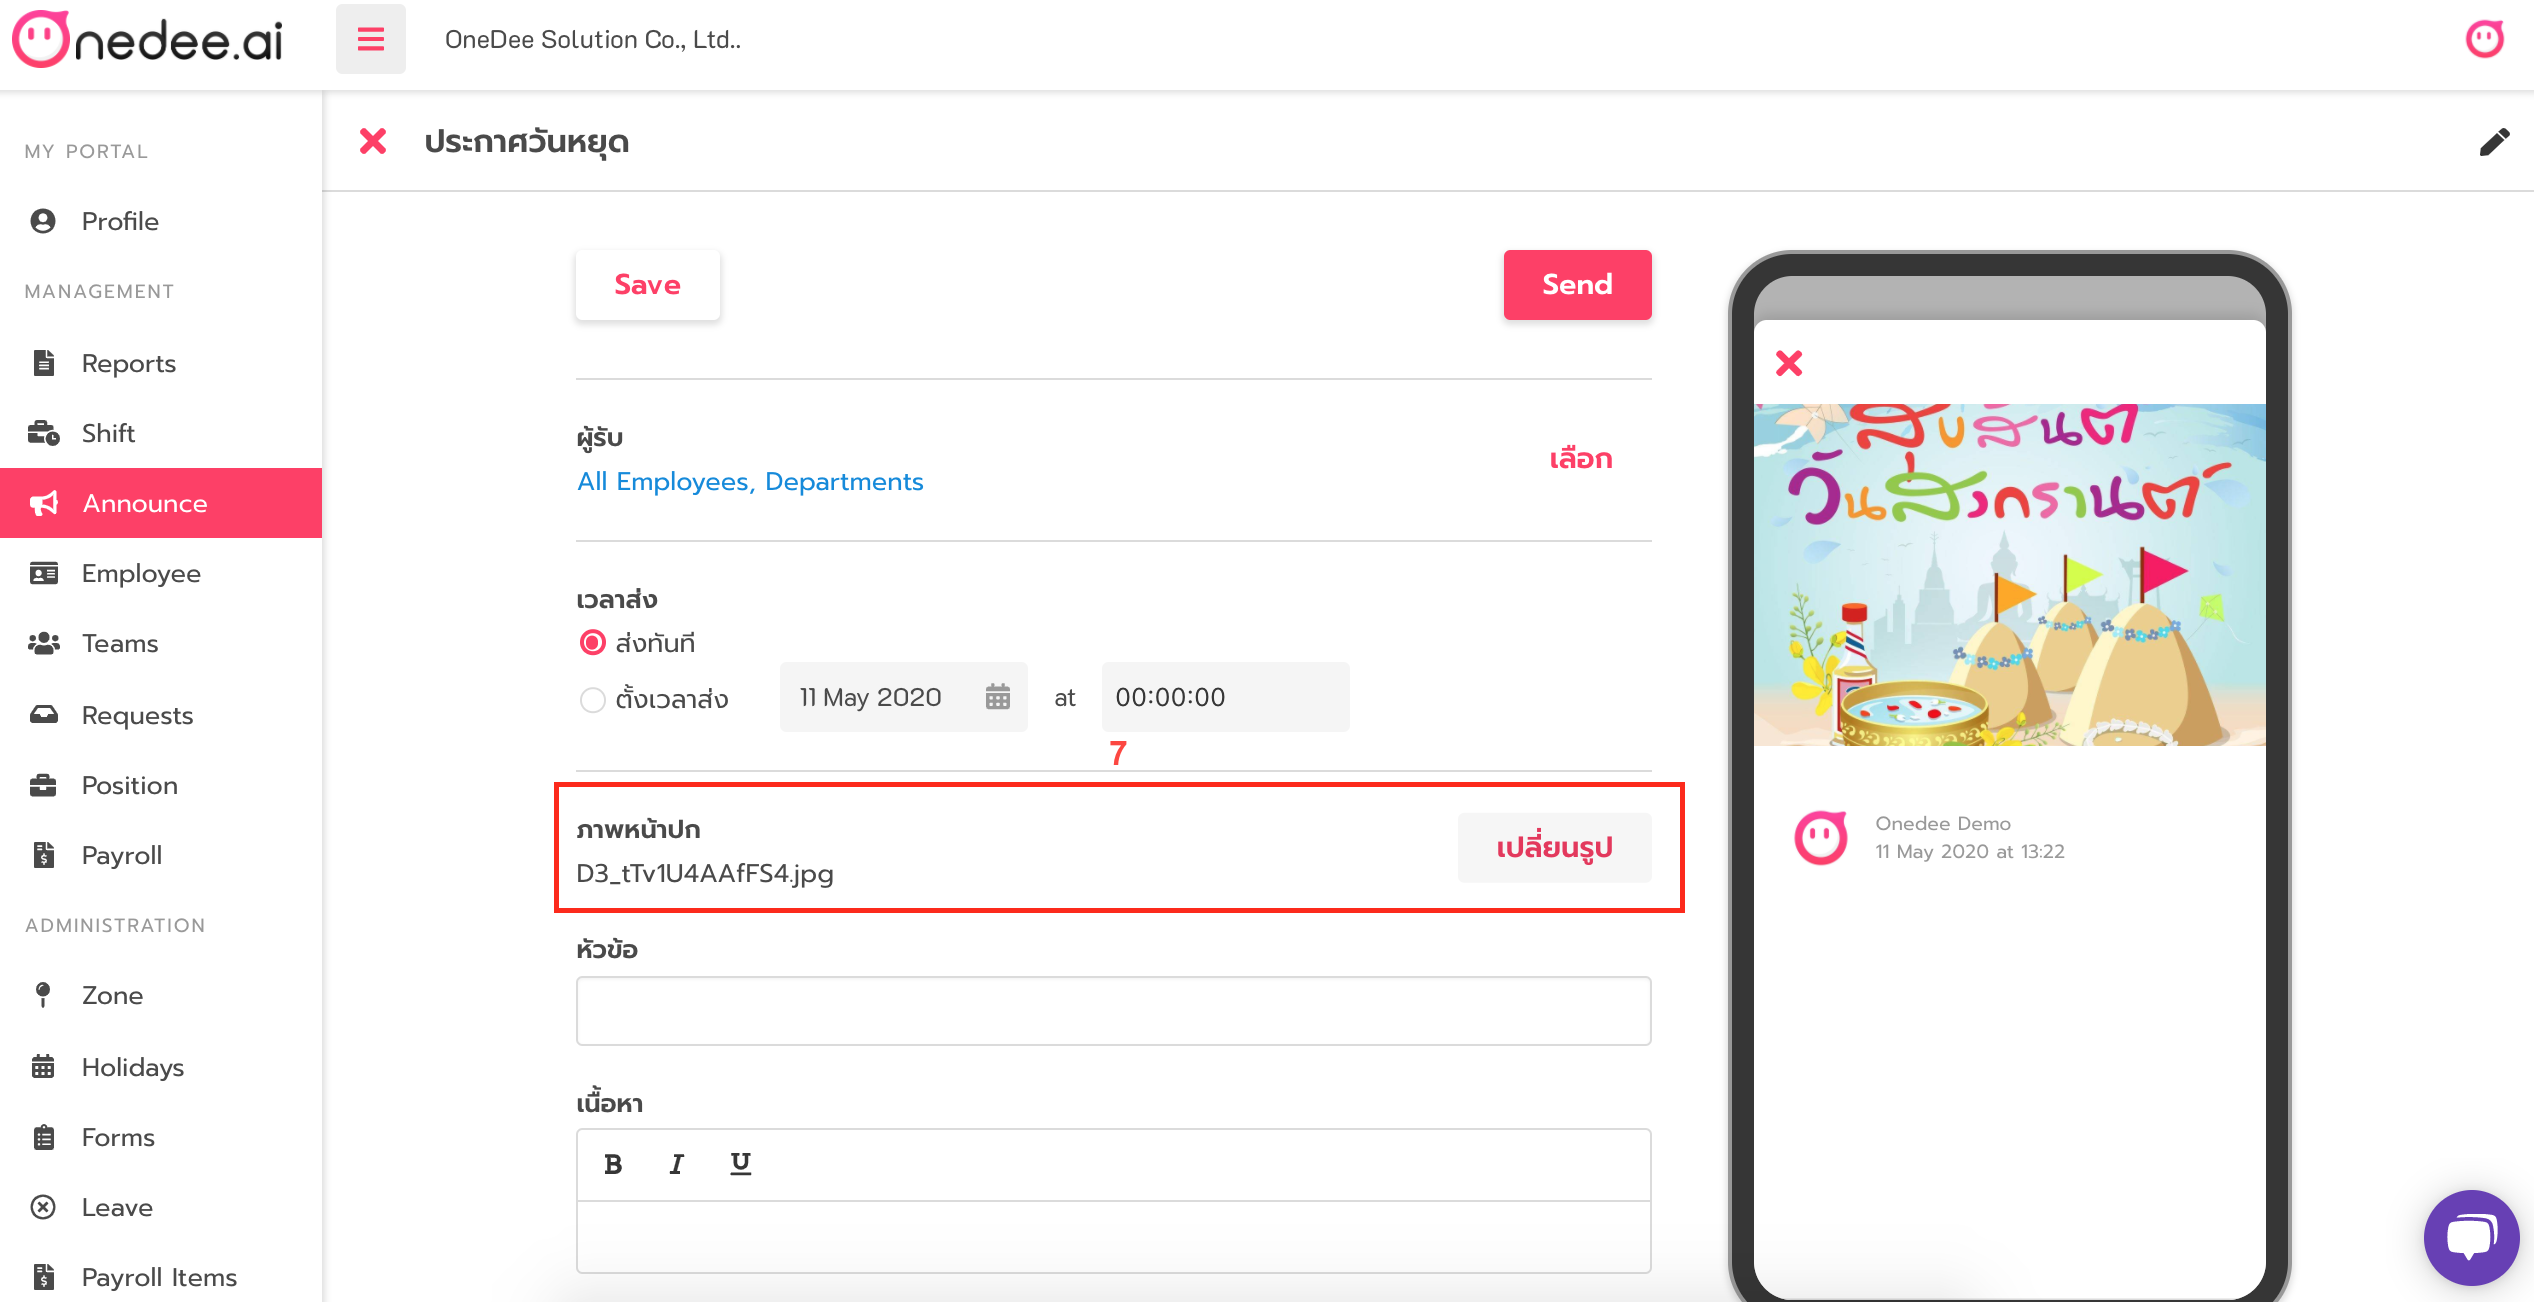 Onedee.ai
OneDee Solution Co., Ltd..
ประกาศวันหยุด
MY PORTAL
Profile
MANAGEMENT
Reports
Shift
Announce
Employee
Teams
Requests
Position
Payroll
ADMINISTRATION
Zone
Holidays
Forms
Leave
Payroll Items
Save
Send
ผู้รับ
All Employees, Departments
เลือก
เวลาส่ง
ส่งทันที
ตั้งเวลาส่ง 11 May 2020 at 00:00:00
7
ภาพหน้าปก
D3_tTv1U4AAfFS4.jpg
เปลี่ยนรูป
หัวข้อ
เนื้อหา
B I U
สุขสันต์
วันสงกรานต์
Onedee Demo
11 May 2020 at 13:22